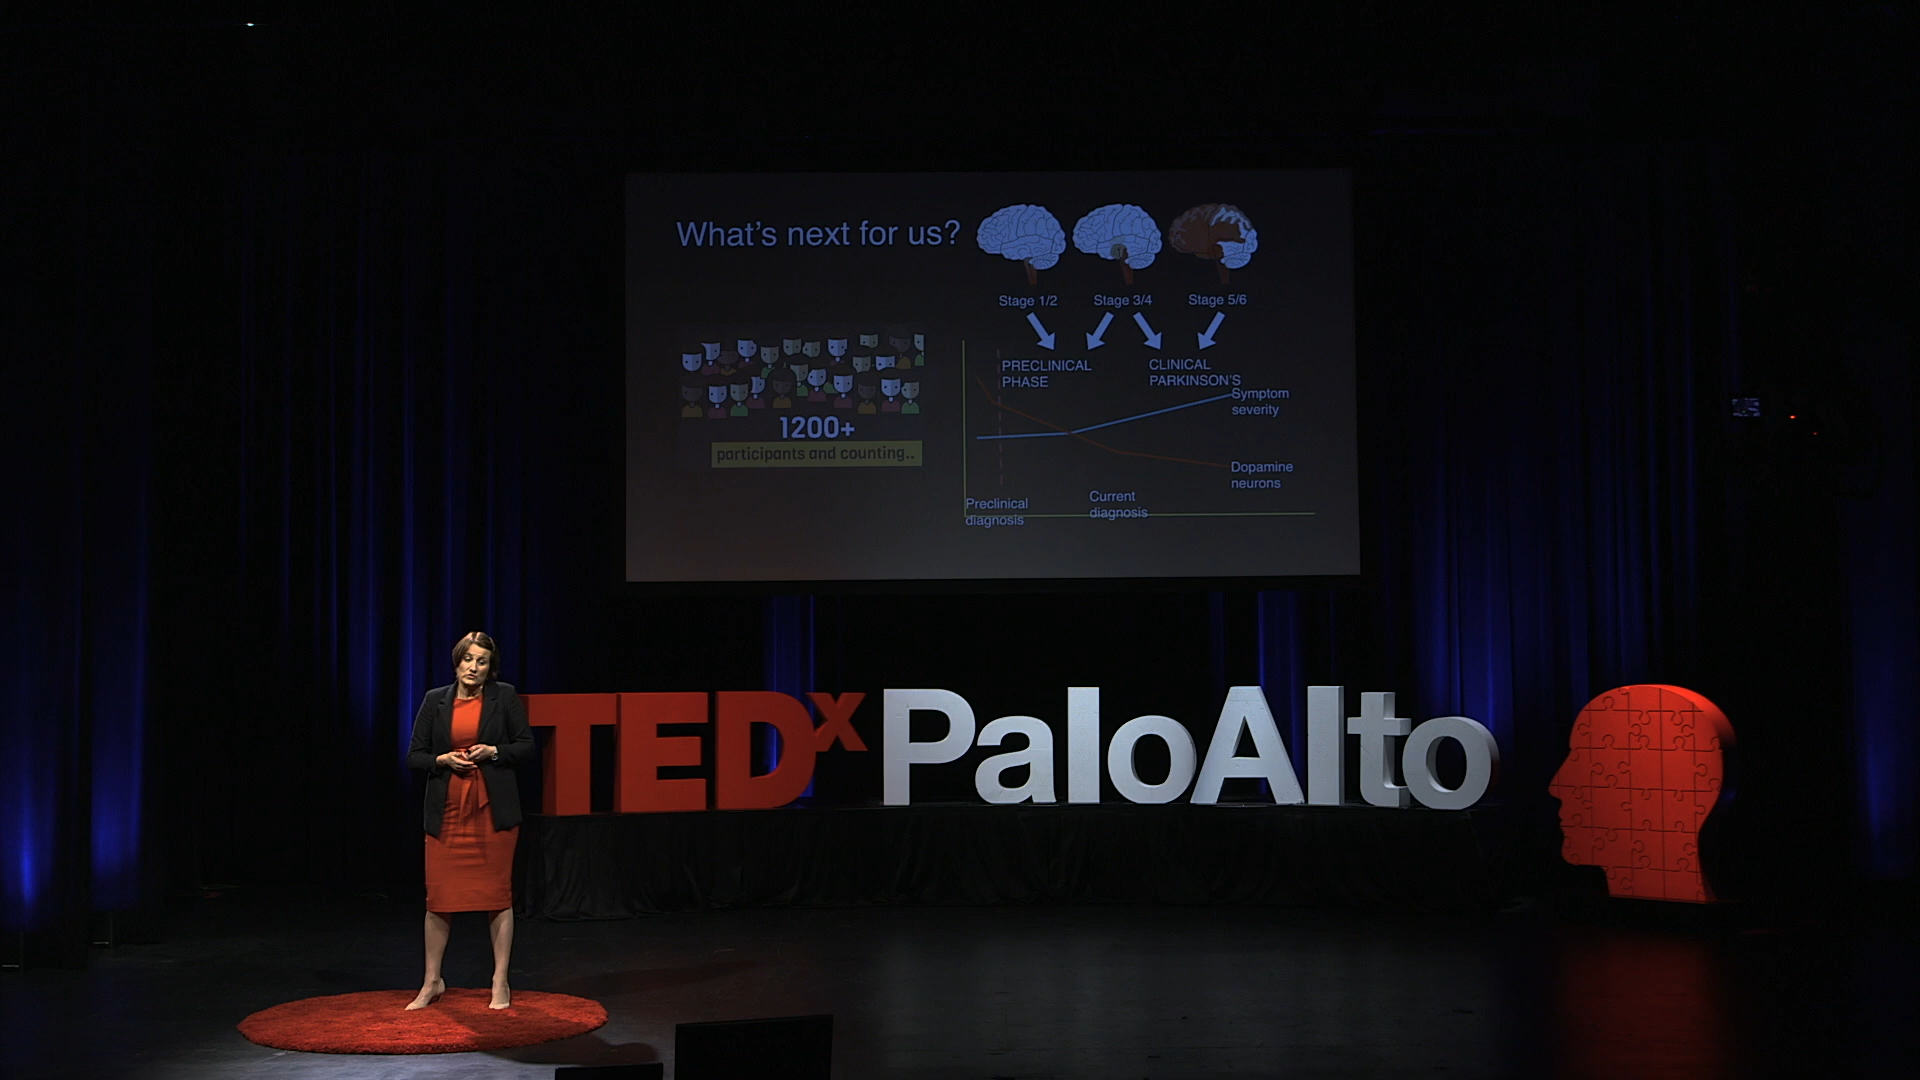 What's next for us?
Stage 1/2
Stage 3/4
Stage 5/6
PRECLINICAL
PHASE
CLINICAL
PARKINSON'S
Symptom
severity
1200+
participants and counting..
Dopamine
neurons
Preclinical
diagnosis
Current
diagnosis
TEDx PaloAlto